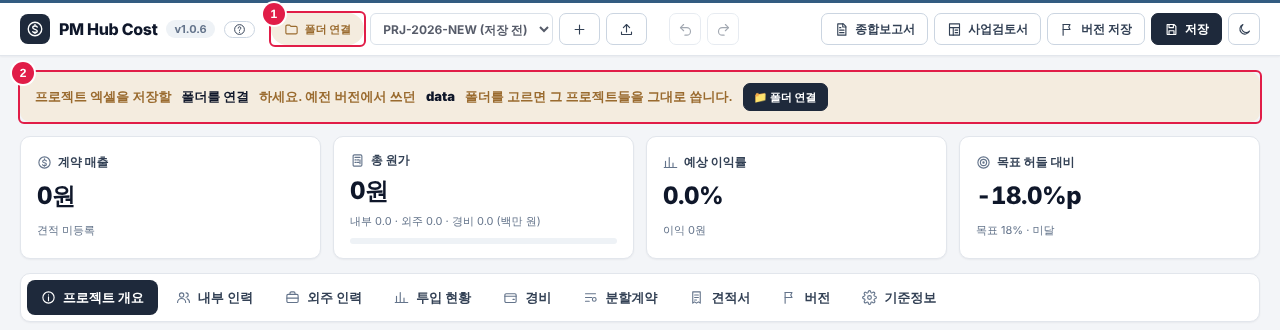 1
PM Hub Cost v1.0.6 폴더 연결 PRJ-2026-NEW (저장 전) 종합보고서 사업검토서 버전 저장 저장
2
프로젝트 엑셀을 저장할 폴더를 연결 하세요. 예전 버전에서 쓰던 data 폴더를 고르면 그 프로젝트들을 그대로 씁니다. 폴더 연결
계약 매출
0원
견적 미등록
총 원가
0원
내부 0.0 · 외주 0.0 · 경비 0.0 (백만 원)
예상 이익률
0.0%
이익 0원
목표 허들 대비
-18.0%p
목표 18% · 미달
프로젝트 개요 내부 인력 외주 인력 투입 현황 경비 분할계약 견적서 버전 기준정보